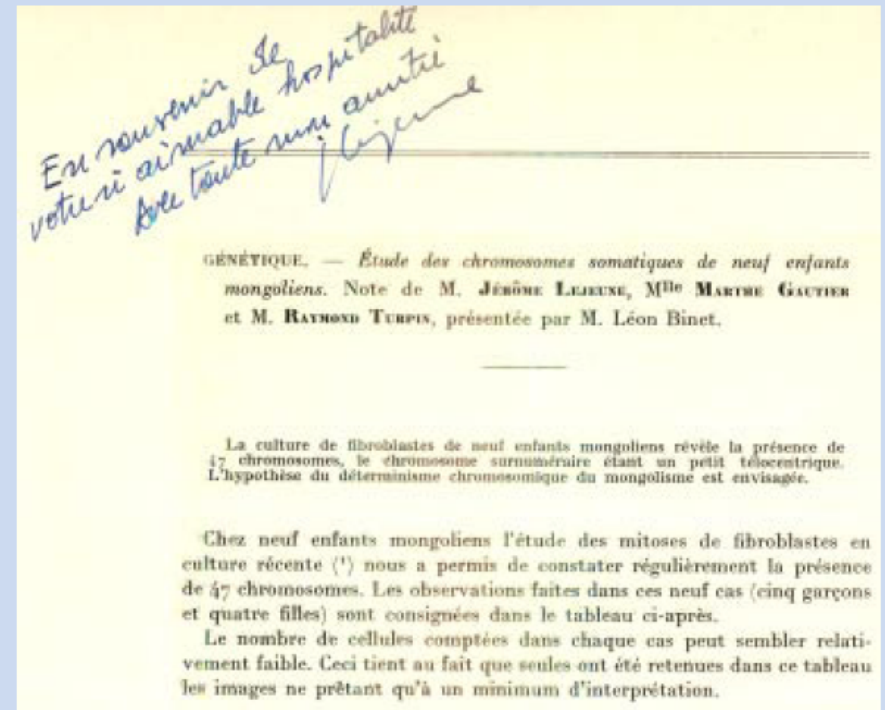 En souvenir de
votre si aimable hospitalité
Avec toute mon amitié
JLejeune
GÉNÉTIQUE. — Étude des chromosomes somatiques de neuf enfants
mongoliens. Note de M. JÉRÔME LEJEUNE, Mlle MARTHE GAUTIER
et M. RAYMOND TURPIN, présentée par M. Léon Binet.
La culture de fibroblastes de neuf enfants mongoliens révèle la présence de
47 chromosomes, le chromosome surnuméraire étant un petit télocentrique.
L'hypothèse du déterminisme chromosomique du mongolisme est envisagée.
Chez neuf enfants mongoliens l'étude des mitoses de fibroblastes en
culture récente (¹) nous a permis de constater régulièrement la présence
de 47 chromosomes. Les observations faites dans ces neuf cas (cinq garçons
et quatre filles) sont consignées dans le tableau ci-après.
Le nombre de cellules comptées dans chaque cas peut sembler relati-
vement faible. Ceci tient au fait que seules ont été retenues dans ce tableau
les images ne prêtant qu'à un minimum d'interprétation.